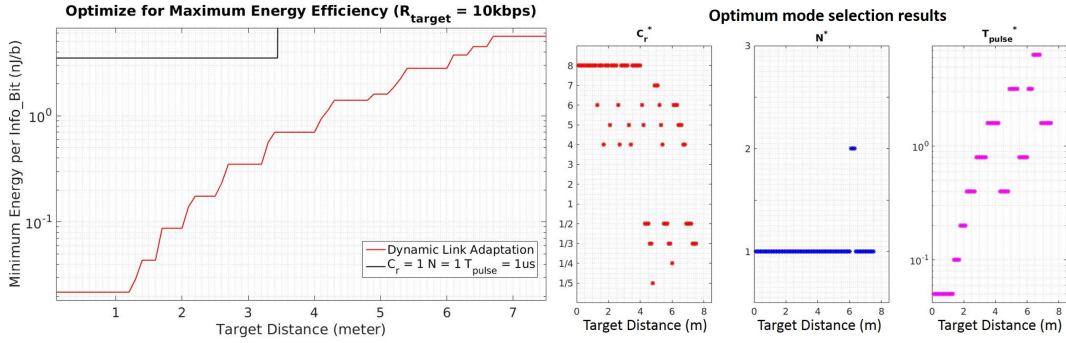 Optimize for Maximum Energy Efficiency (R_target = 10kbps)
Minimum Energy per Info_Bit (nJ/b)
10^0
10^-1
1 2 3 4 5 6 7
Target Distance (meter)
Dynamic Link Adaptation
C_r = 1 N = 1 T_pulse = 1us
Optimum mode selection results
C_r^*
8
7
6
5
4
3
2
1
1/2
1/3
1/4
1/5
0 2 4 6 8
Target Distance (m)
N^*
3
2
1
0 2 4 6 8
Target Distance (m)
T_pulse^*
10^0
10^-1
0 2 4 6 8
Target Distance (m)